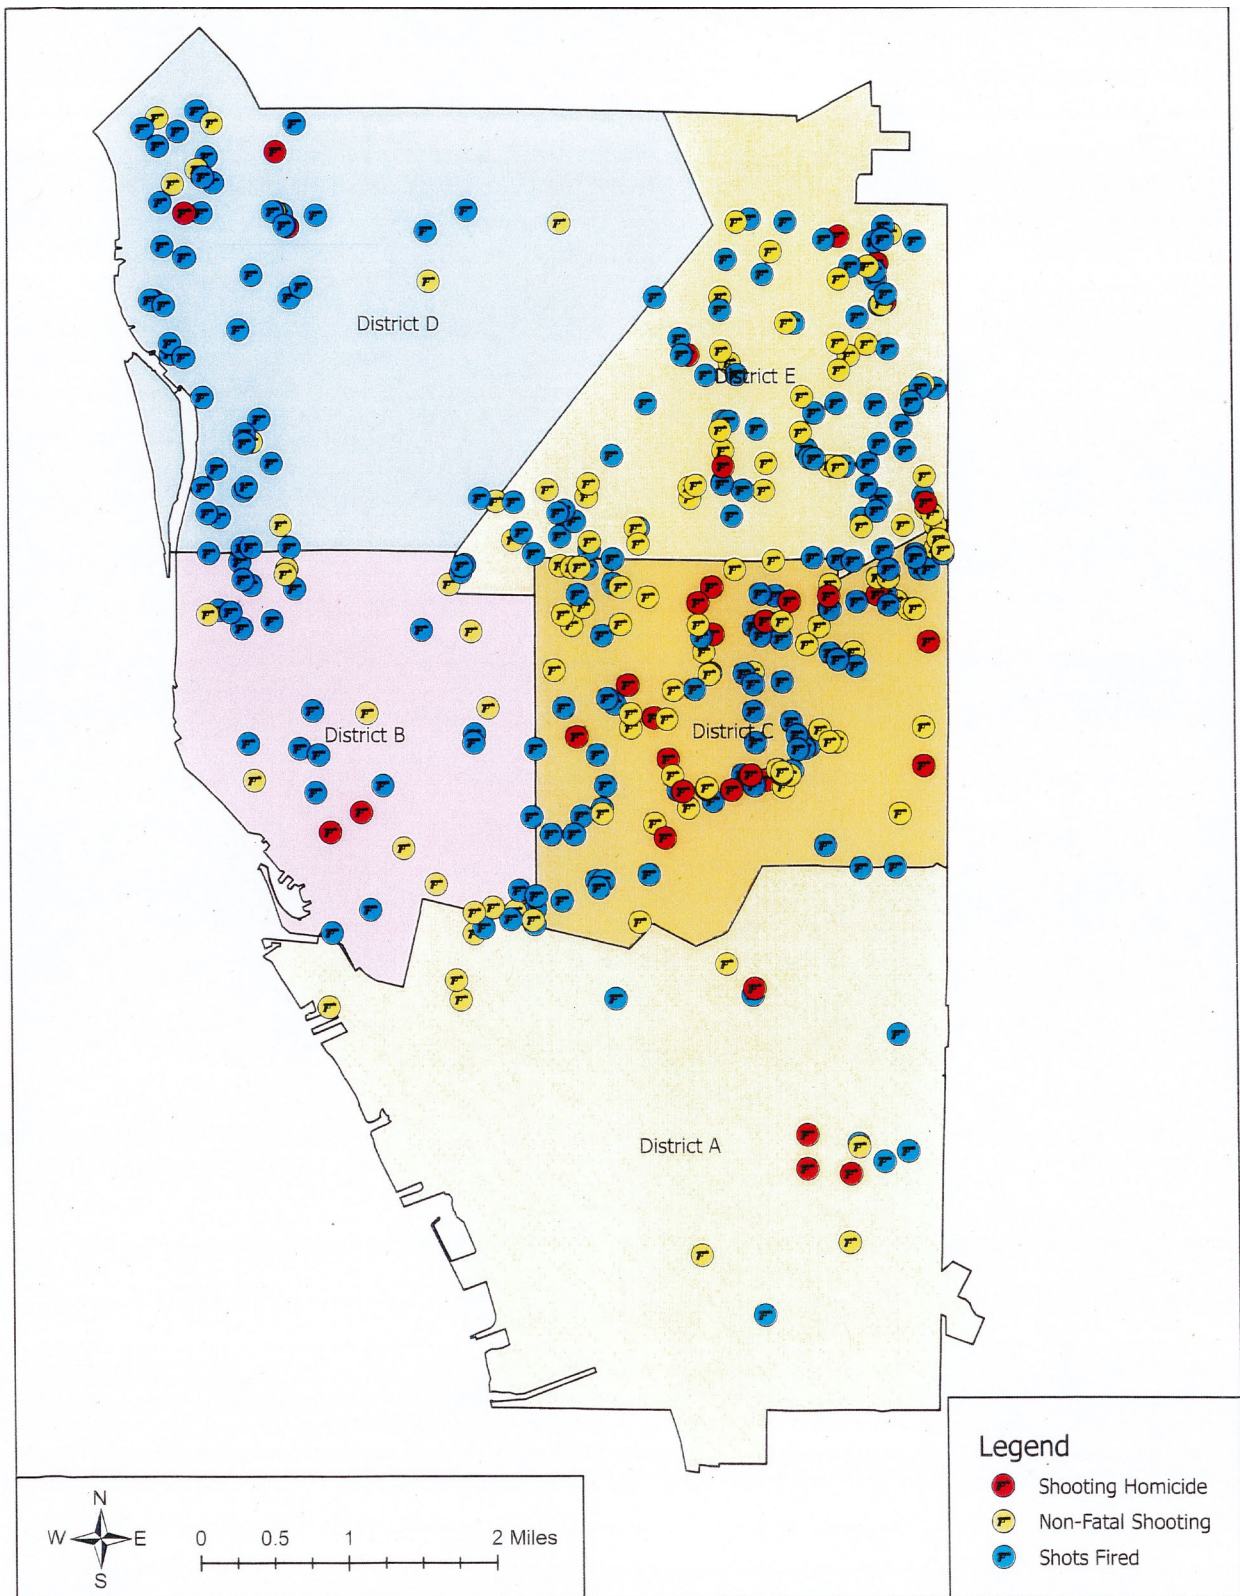 District D
District E
District B
District C
District A
Legend
Shooting Homicide
Non-Fatal Shooting
Shots Fired
N
W E
S
0 0.5 1 2 Miles